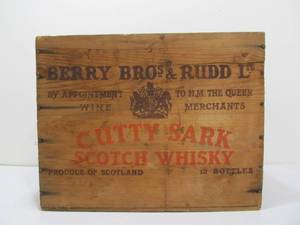 BERRY BROS & RUDD LTD
BY APPOINTMENT TO H.M. THE QUEEN
WINE MERCHANTS
CUTTY SARK
SCOTCH WHISKY
PRODUCE OF SCOTLAND 12 BOTTLES